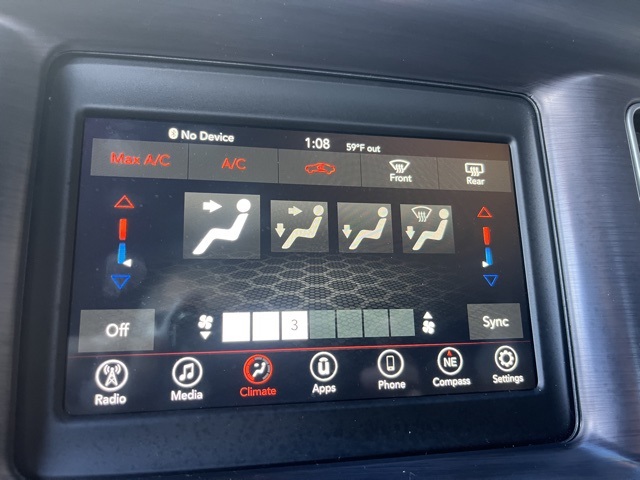 No Device 1:08 59°F out
Max A/C A/C Front Rear
Off 3 Sync
Radio Media Climate Apps Phone NE Compass Settings